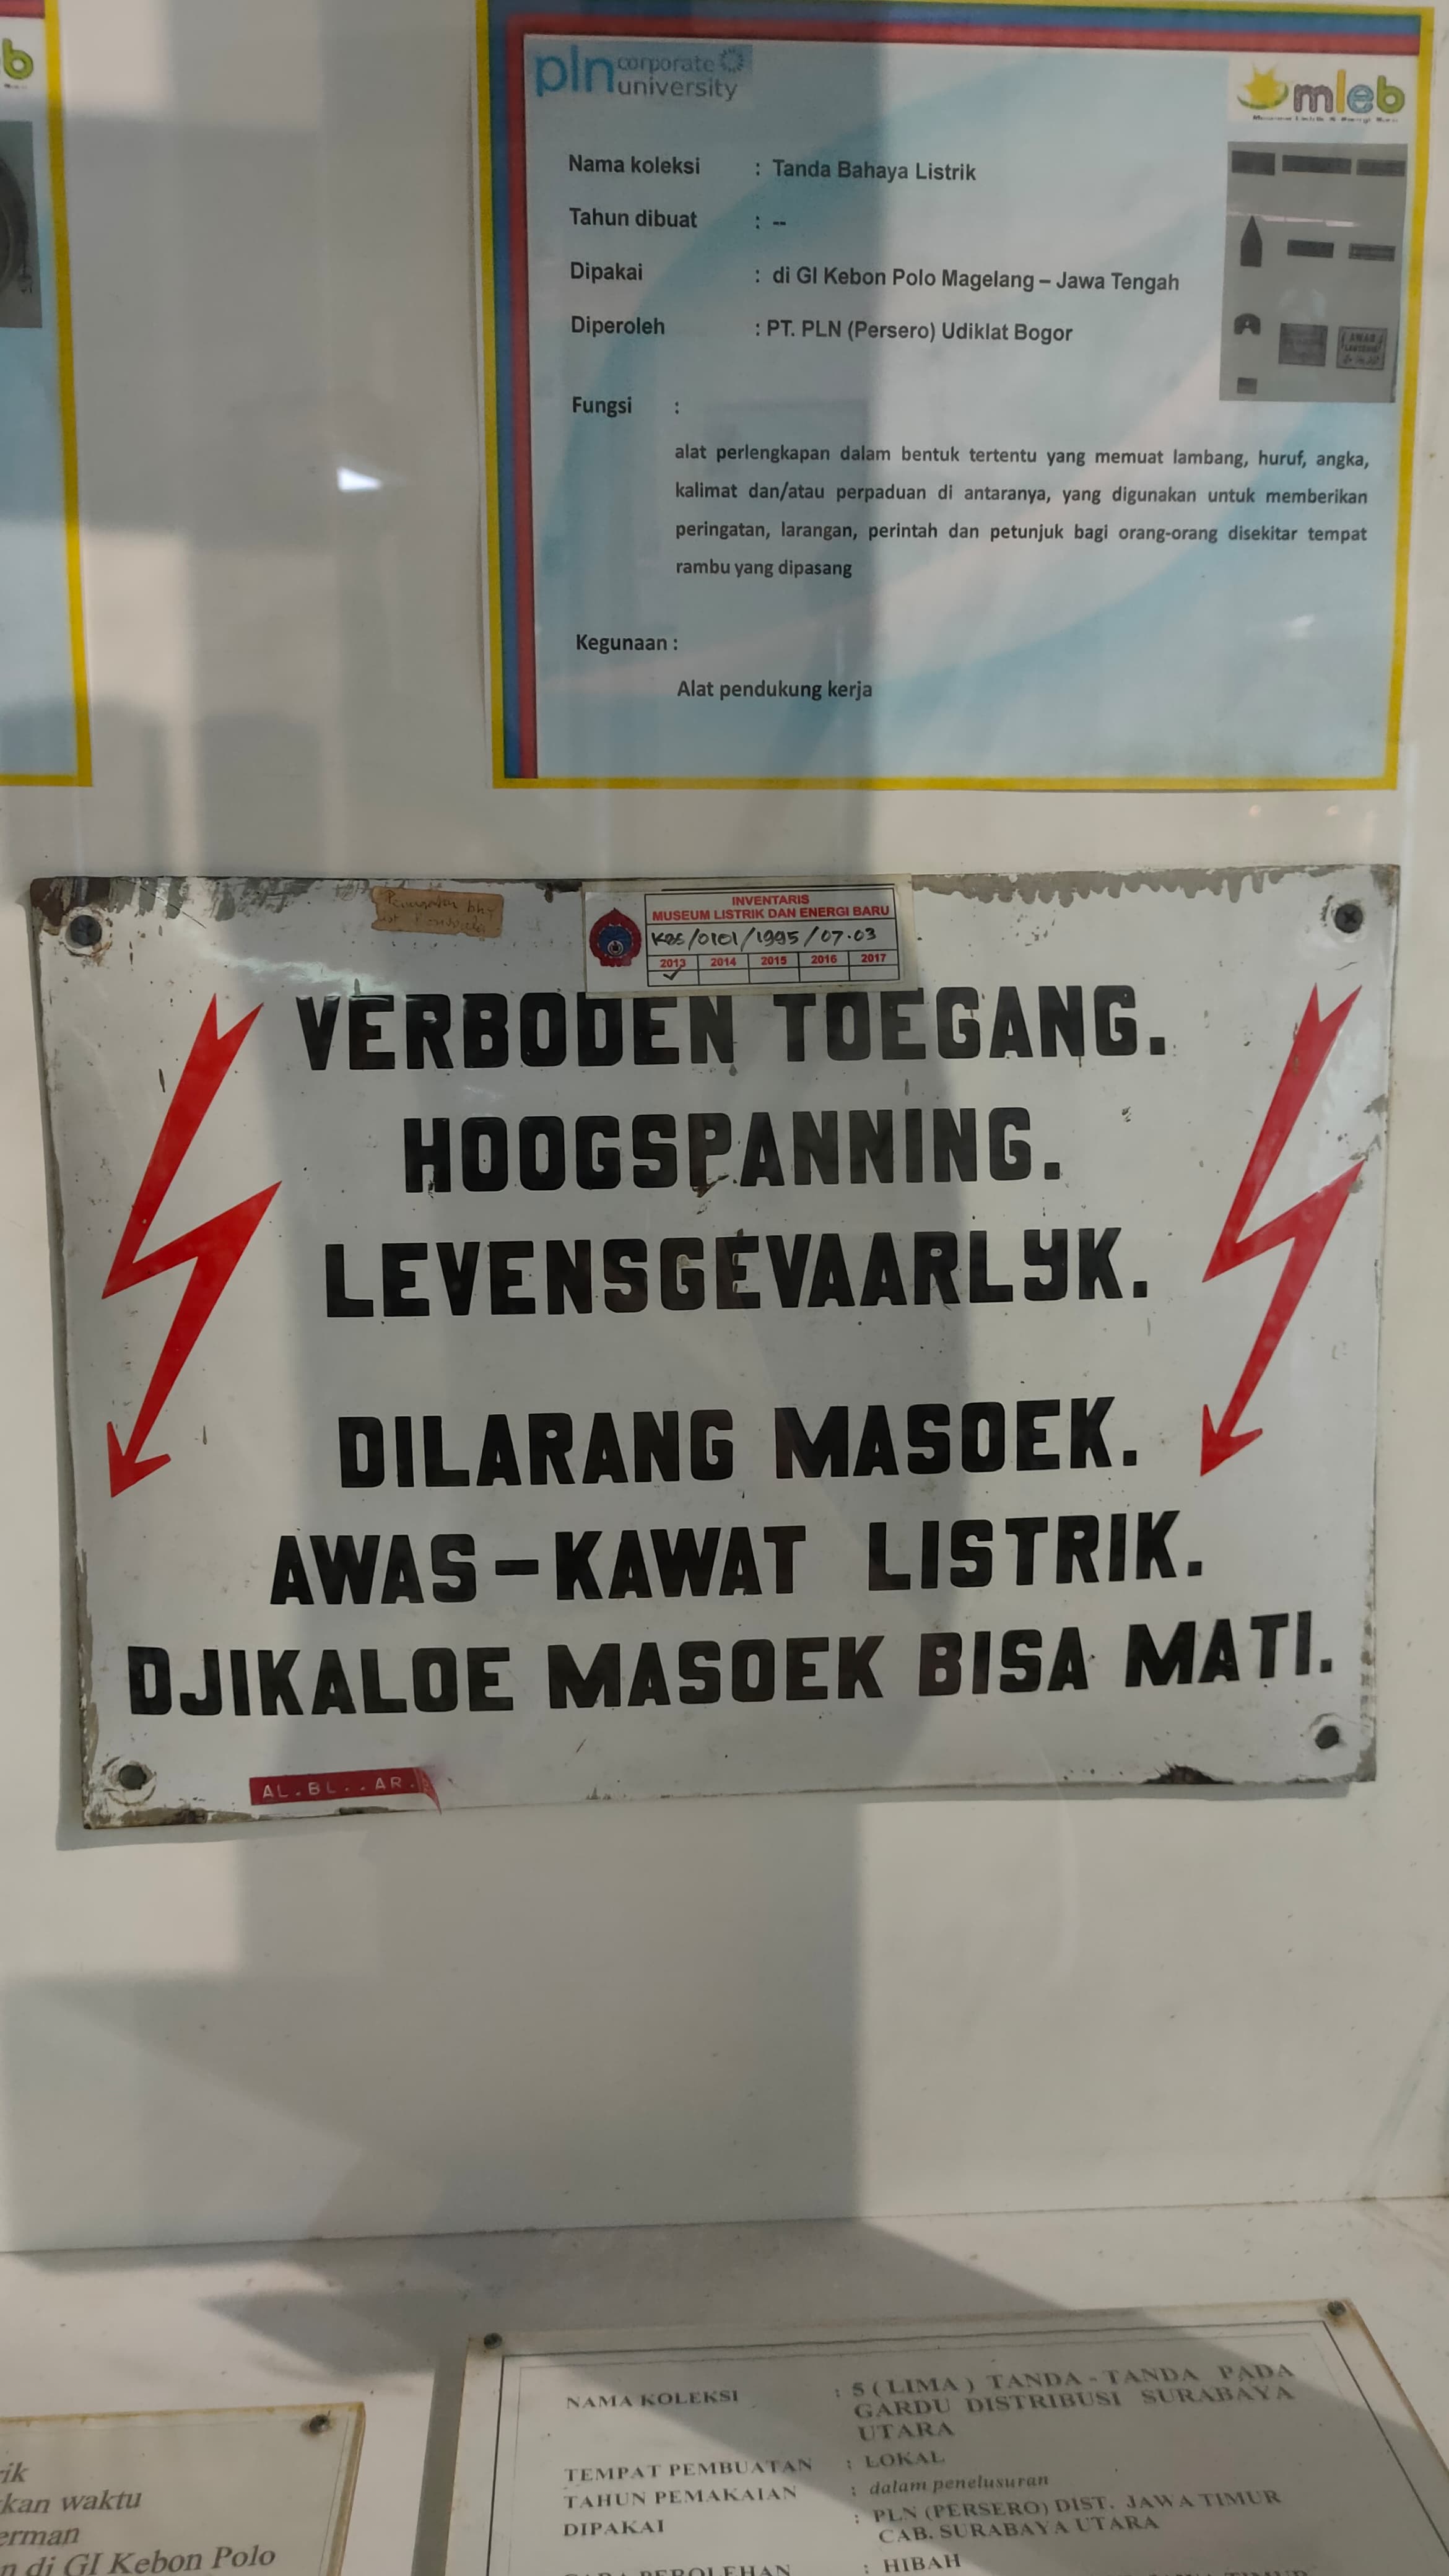 b
pln corporate university
mleb
Nama koleksi : Tanda Bahaya Listrik
Tahun dibuat : --
Dipakai : di GI Kebon Polo Magelang – Jawa Tengah
Diperoleh : PT. PLN (Persero) Udiklat Bogor
Fungsi :
alat perlengkapan dalam bentuk tertentu yang memuat lambang, huruf, angka,
kalimat dan/atau perpaduan di antaranya, yang digunakan untuk memberikan
peringatan, larangan, perintah dan petunjuk bagi orang-orang disekitar tempat
rambu yang dipasang
Kegunaan :
Alat pendukung kerja
INVENTARIS
MUSEUM LISTRIK DAN ENERGI BARU
/0101/1995/07.03
2013 2014 2015 2016 2017
VERBODEN TOEGANG.
HOOGSPANNING.
LEVENSGEVAARLYK.
DILARANG MASOEK.
AWAS-KAWAT LISTRIK.
DJIKALOE MASOEK BISA MATI.
AL.BL..AR.
NAMA KOLEKSI : 5 ( LIMA ) TANDA - TANDA PADA
GARDU DISTRIBUSI SURABAYA
UTARA
TEMPAT PEMBUATAN : LOKAL
TAHUN PEMAKAIAN : dalam penelusuran
DIPAKAI : PLN (PERSERO) DIST. JAWA TIMUR
CAB. SURABAYA UTARA
: HIBAH
rik
kan waktu
erman
n di GI Kebon Polo